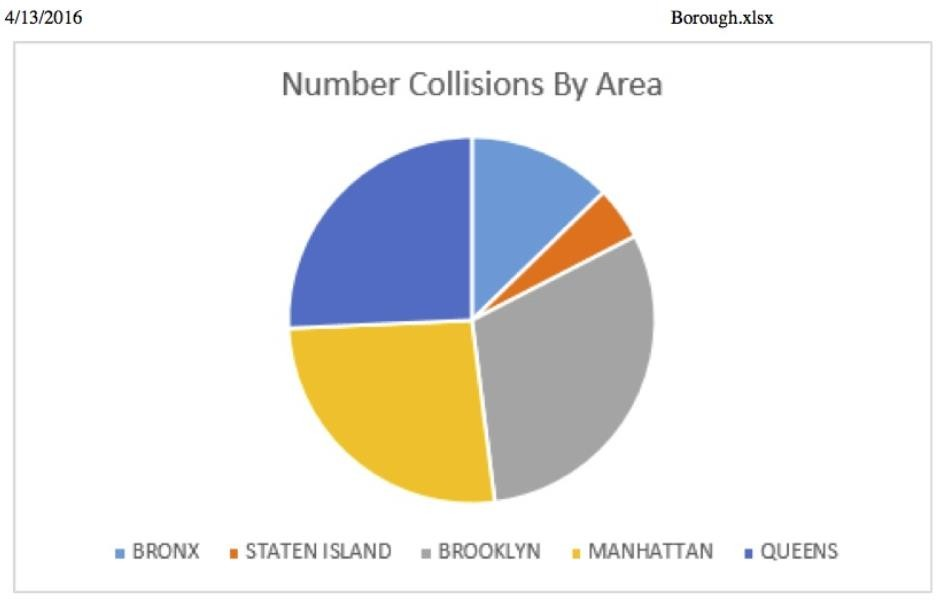 4/13/2016 Borough.xlsx
Number Collisions By Area
BRONX STATEN ISLAND BROOKLYN MANHATTAN QUEENS